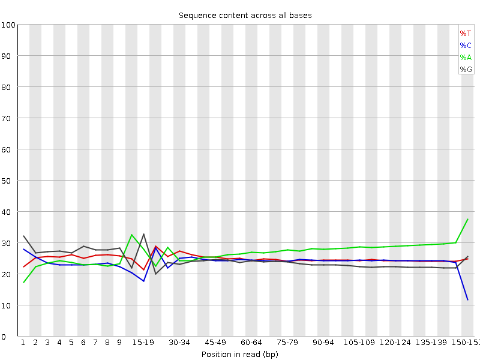 Sequence content across all bases
100
90
80
70
60
50
40
30
20
10
0
%T
%C
%A
%G
1 2 3 4 5 6 7 8 9 15-19 30-34 45-49 60-64 75-79 90-94 105-109 120-124 135-139 150-151
Position in read (bp)